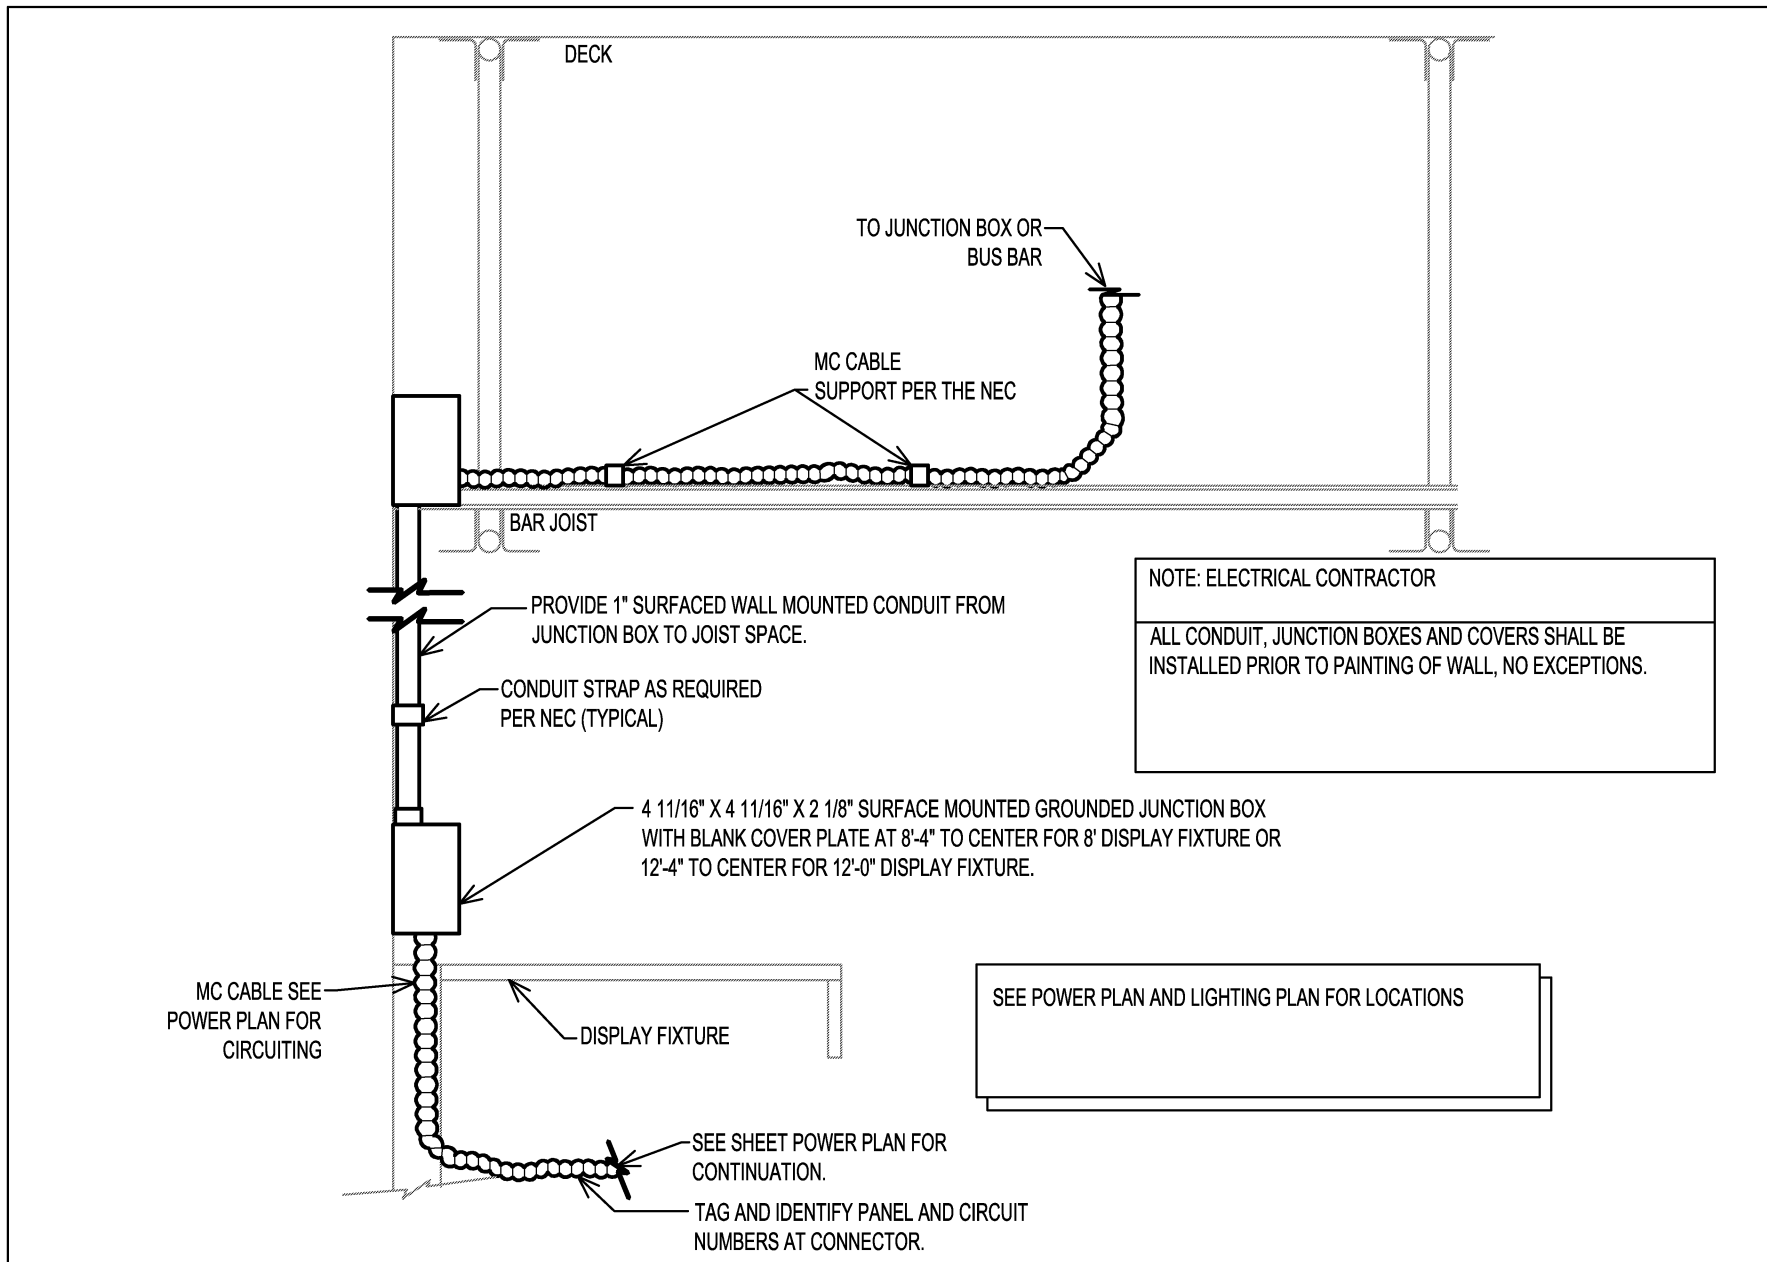 DECK
TO JUNCTION BOX OR
BUS BAR
MC CABLE
SUPPORT PER THE NEC
BAR JOIST
NOTE: ELECTRICAL CONTRACTOR
ALL CONDUIT, JUNCTION BOXES AND COVERS SHALL BE
INSTALLED PRIOR TO PAINTING OF WALL, NO EXCEPTIONS.
PROVIDE 1" SURFACED WALL MOUNTED CONDUIT FROM
JUNCTION BOX TO JOIST SPACE.
CONDUIT STRAP AS REQUIRED
PER NEC (TYPICAL)
4 11/16" X 4 11/16" X 2 1/8" SURFACE MOUNTED GROUNDED JUNCTION BOX
WITH BLANK COVER PLATE AT 8'-4" TO CENTER FOR 8' DISPLAY FIXTURE OR
12'-4" TO CENTER FOR 12'-0" DISPLAY FIXTURE.
MC CABLE SEE
POWER PLAN FOR
CIRCUITING
DISPLAY FIXTURE
SEE POWER PLAN AND LIGHTING PLAN FOR LOCATIONS
SEE SHEET POWER PLAN FOR
CONTINUATION.
TAG AND IDENTIFY PANEL AND CIRCUIT
NUMBERS AT CONNECTOR.